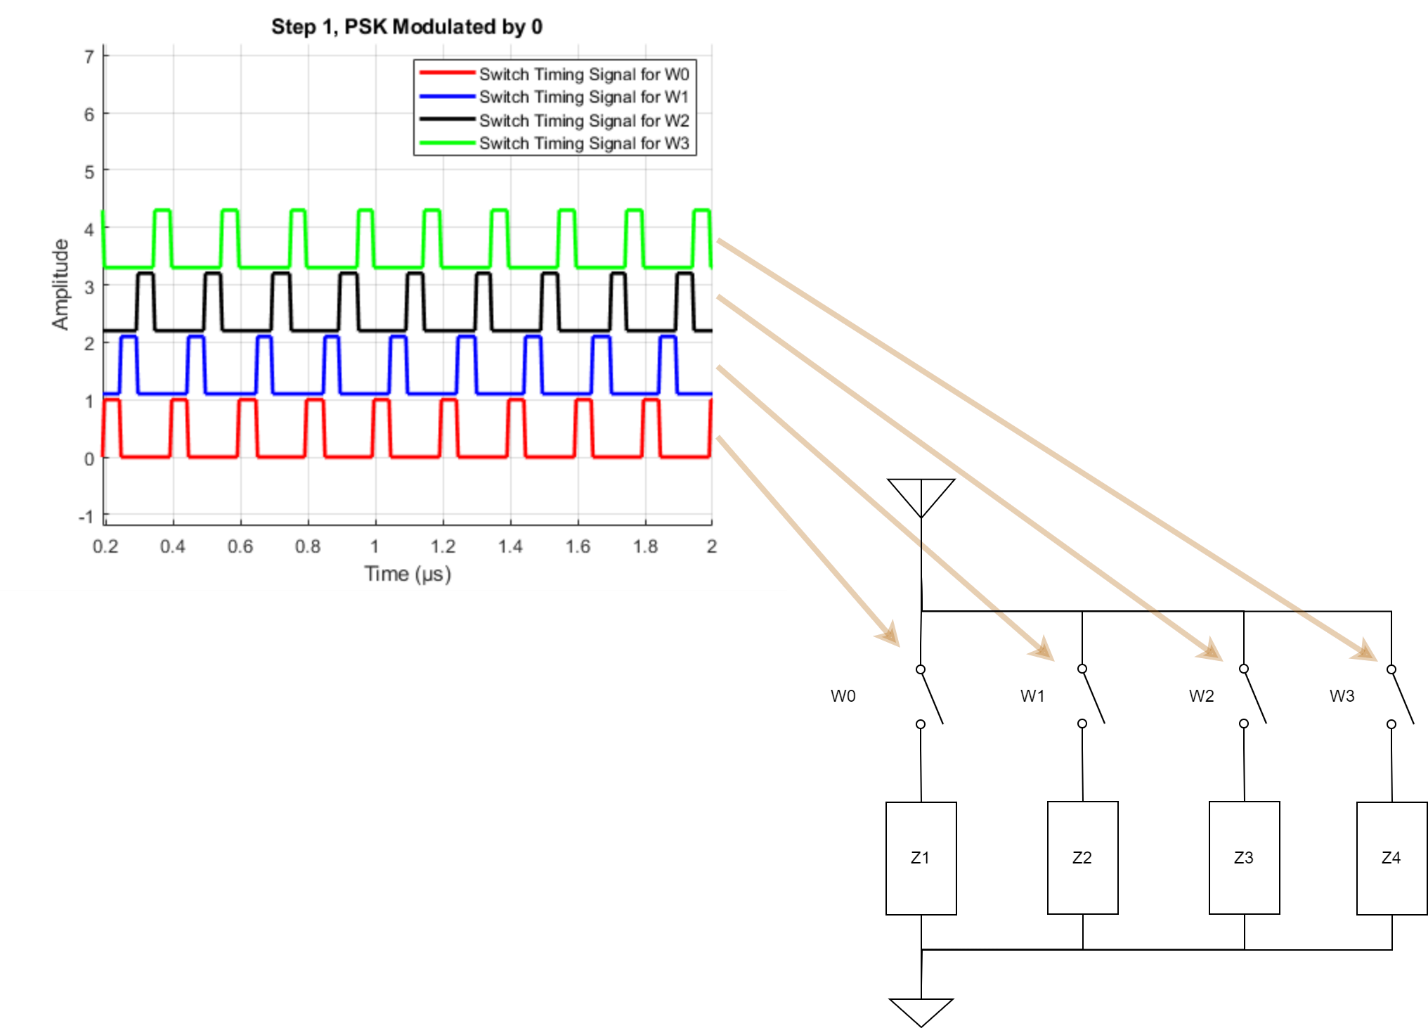 Step 1, PSK Modulated by 0
Switch Timing Signal for W0
Switch Timing Signal for W1
Switch Timing Signal for W2
Switch Timing Signal for W3
7
6
5
4
3
2
1
0
-1
Amplitude
0.2 0.4 0.6 0.8 1 1.2 1.4 1.6 1.8 2
Time (µs)
W0 W1 W2 W3
Z1 Z2 Z3 Z4